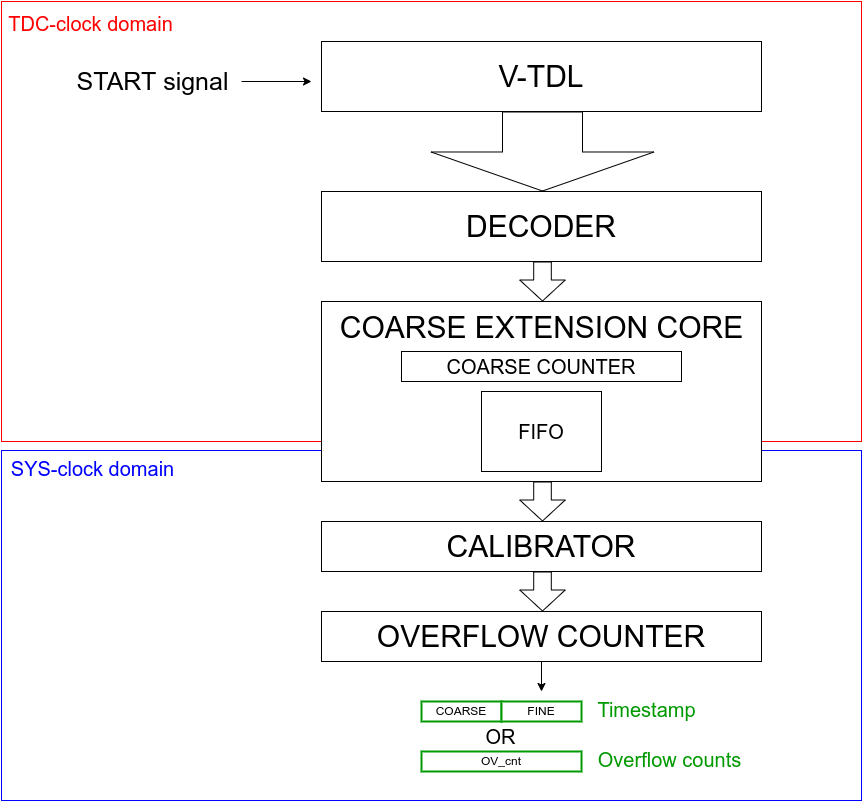 TDC-clock domain
START signal
V-TDL
DECODER
COARSE EXTENSION CORE
COARSE COUNTER
FIFO
SYS-clock domain
CALIBRATOR
OVERFLOW COUNTER
COARSE FINE Timestamp
OR
OV_cnt Overflow counts